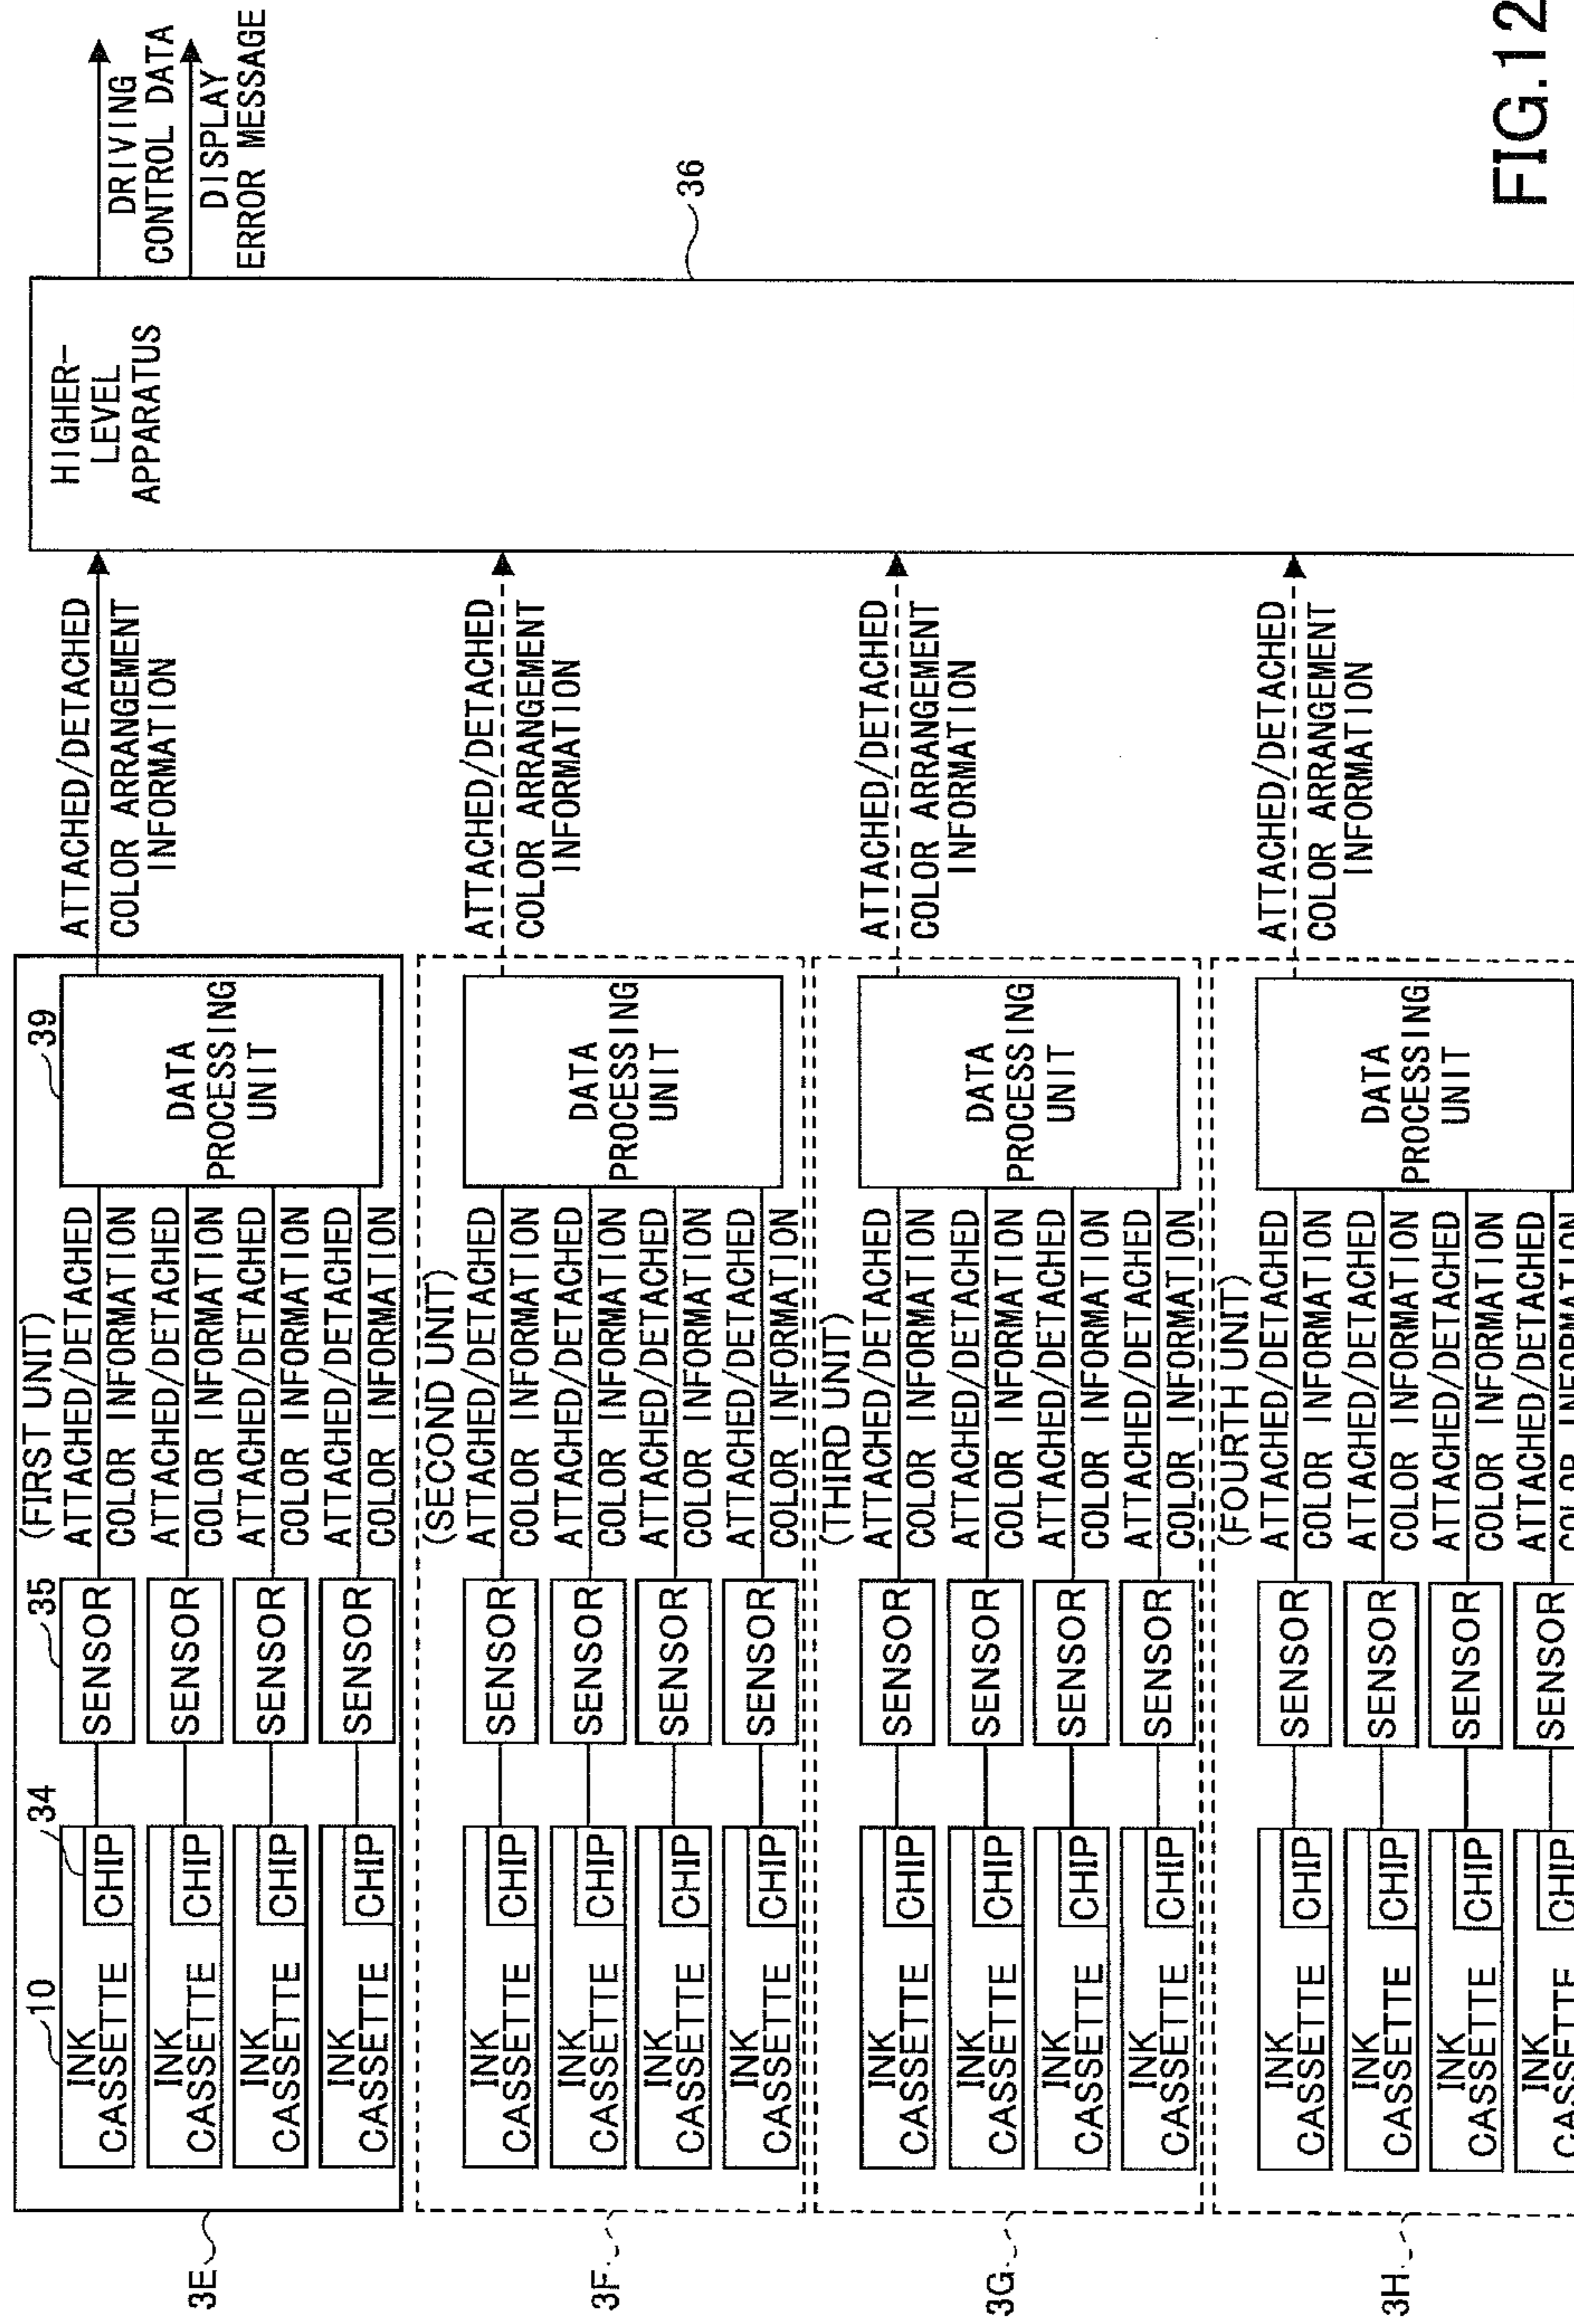 3E
(FIRST UNIT)
10
34
35
39
INK
CASSETTE
CHIP
SENSOR
ATTACHED/DETACHED
COLOR INFORMATION
INK
CASSETTE
CHIP
SENSOR
ATTACHED/DETACHED
COLOR INFORMATION
INK
CASSETTE
CHIP
SENSOR
ATTACHED/DETACHED
COLOR INFORMATION
INK
CASSETTE
CHIP
SENSOR
ATTACHED/DETACHED
COLOR INFORMATION
DATA
PROCESSING
UNIT
ATTACHED/DETACHED
COLOR ARRANGEMENT
INFORMATION
3F
(SECOND UNIT)
INK
CASSETTE
CHIP
SENSOR
ATTACHED/DETACHED
COLOR INFORMATION
INK
CASSETTE
CHIP
SENSOR
ATTACHED/DETACHED
COLOR INFORMATION
INK
CASSETTE
CHIP
SENSOR
ATTACHED/DETACHED
COLOR INFORMATION
INK
CASSETTE
CHIP
SENSOR
ATTACHED/DETACHED
COLOR INFORMATION
DATA
PROCESSING
UNIT
ATTACHED/DETACHED
COLOR ARRANGEMENT
INFORMATION
3G
(THIRD UNIT)
INK
CASSETTE
CHIP
SENSOR
ATTACHED/DETACHED
COLOR INFORMATION
INK
CASSETTE
CHIP
SENSOR
ATTACHED/DETACHED
COLOR INFORMATION
INK
CASSETTE
CHIP
SENSOR
ATTACHED/DETACHED
COLOR INFORMATION
INK
CASSETTE
CHIP
SENSOR
ATTACHED/DETACHED
COLOR INFORMATION
DATA
PROCESSING
UNIT
ATTACHED/DETACHED
COLOR ARRANGEMENT
INFORMATION
3H
(FOURTH UNIT)
INK
CASSETTE
CHIP
SENSOR
ATTACHED/DETACHED
COLOR INFORMATION
INK
CASSETTE
CHIP
SENSOR
ATTACHED/DETACHED
COLOR INFORMATION
INK
CASSETTE
CHIP
SENSOR
ATTACHED/DETACHED
COLOR INFORMATION
INK
CASSETTE
CHIP
SENSOR
ATTACHED/DETACHED
COLOR INFORMATION
DATA
PROCESSING
UNIT
ATTACHED/DETACHED
COLOR ARRANGEMENT
INFORMATION
HIGHER-
LEVEL
APPARATUS
36
DRIVING
CONTROL DATA
DISPLAY
ERROR MESSAGE
FIG.12